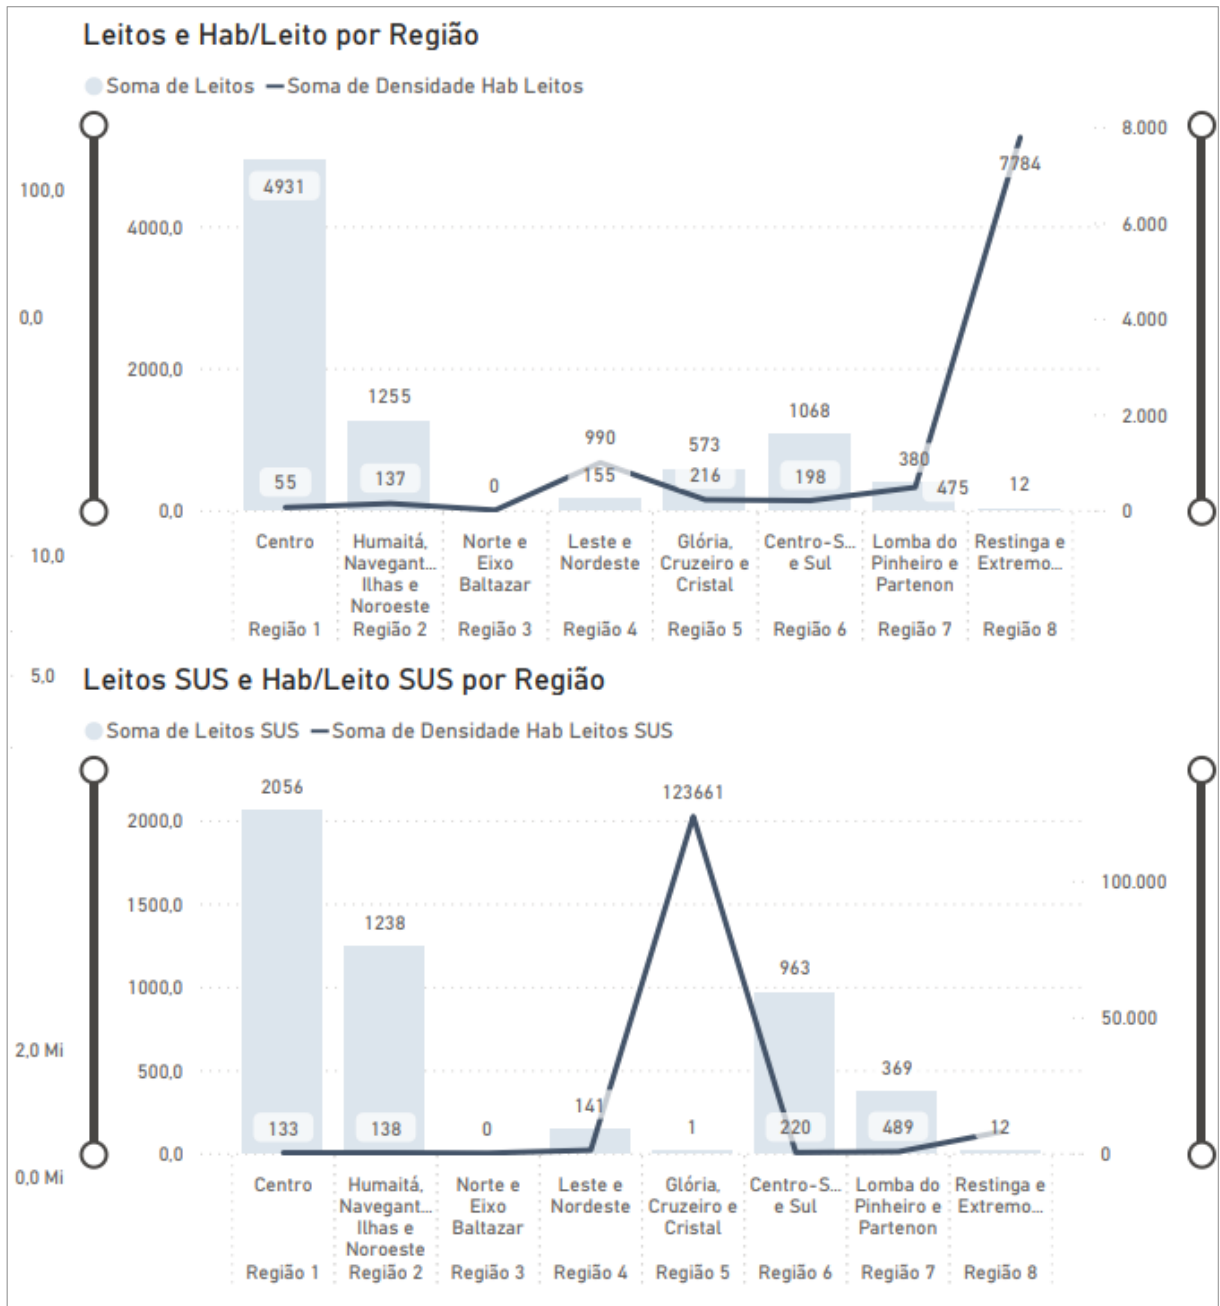 Leitos e Hab/Leito por Região
Soma de Leitos
Soma de Densidade Hab Leitos
100,0
0,0
10,0
5,0
2,0 Mi
0,0 Mi
4000,0
2000,0
0,0
8.000
6.000
4.000
2.000
0
4931
55
1255
137
0
990
155
573
216
1068
198
380
475
7784
12
Centro
Região 1
Humaitá,
Navegant...
Ilhas e
Noroeste
Região 2
Norte e
Eixo
Baltazar
Região 3
Leste e
Nordeste
Região 4
Glória,
Cruzeiro e
Cristal
Região 5
Centro-S...
e Sul
Região 6
Lomba do
Pinheiro e
Partenon
Região 7
Restinga e
Extremo...
Região 8
Leitos SUS e Hab/Leito SUS por Região
Soma de Leitos SUS
Soma de Densidade Hab Leitos SUS
2000,0
1500,0
1000,0
500,0
0,0
100.000
50.000
0
2056
133
1238
138
0
141
123661
1
963
220
369
489
12
Centro
Região 1
Humaitá,
Navegant...
Ilhas e
Noroeste
Região 2
Norte e
Eixo
Baltazar
Região 3
Leste e
Nordeste
Região 4
Glória,
Cruzeiro e
Cristal
Região 5
Centro-S...
e Sul
Região 6
Lomba do
Pinheiro e
Partenon
Região 7
Restinga e
Extremo...
Região 8